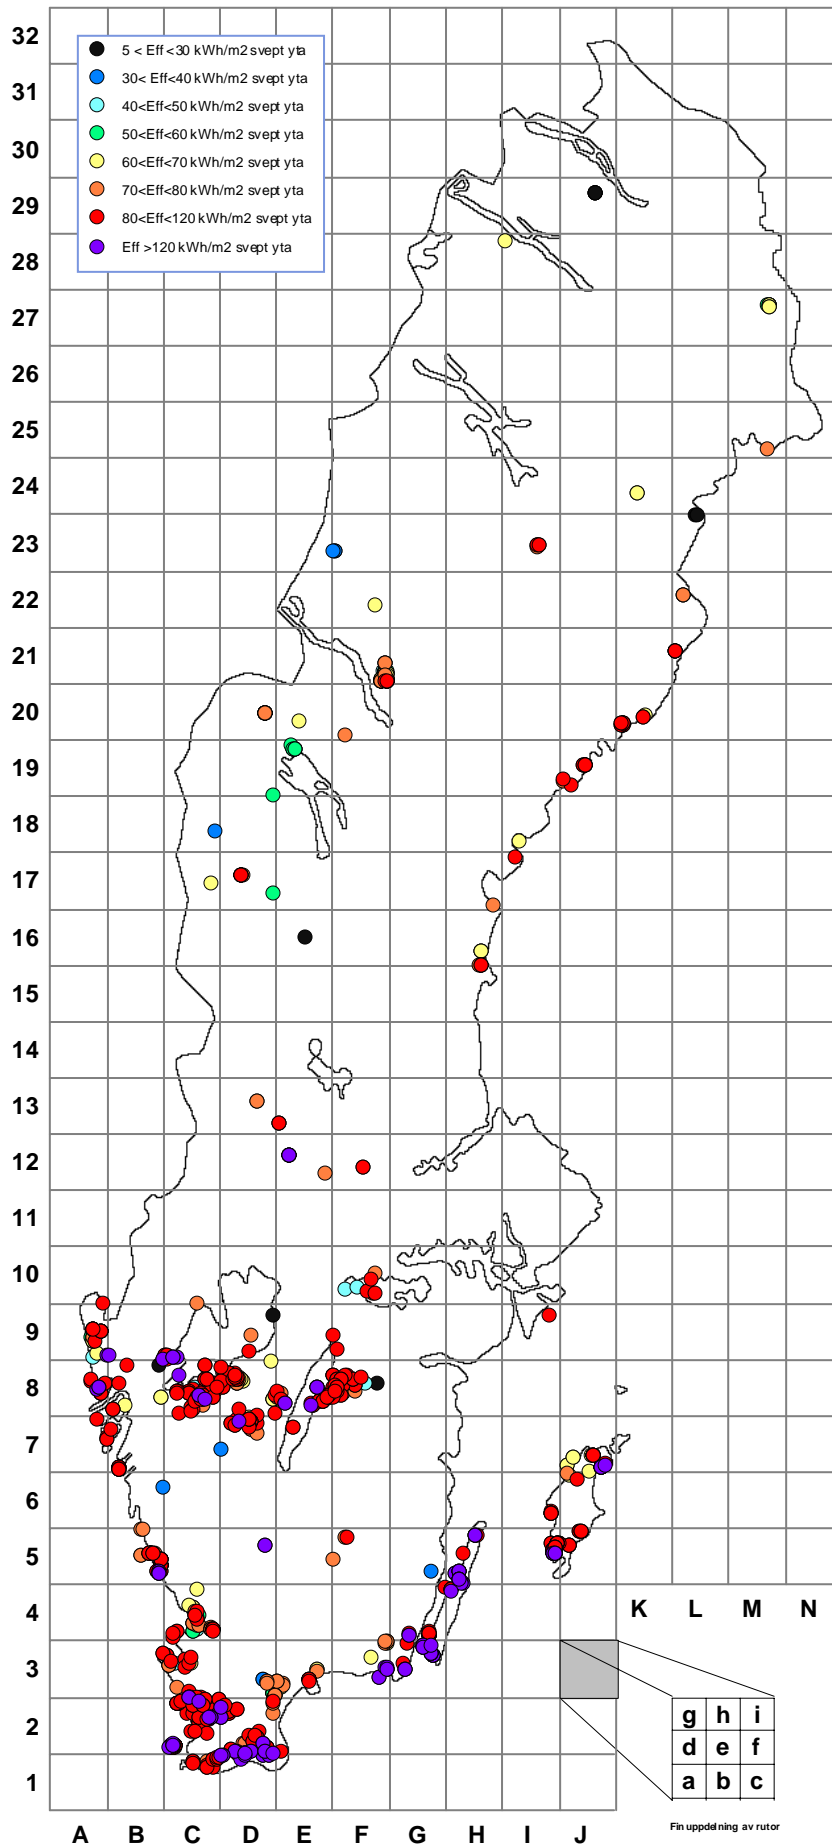 32
31
30
29
28
27
26
25
24
23
22
21
20
19
18
17
16
15
14
13
12
11
10
9
8
7
6
5
4
3
2
1
5 < Eff <30 kWh/m2 svept yta
30< Eff<40 kWh/m2 svept yta
40<Eff<50 kWh/m2 svept yta
50<Eff<60 kWh/m2 svept yta
60<Eff<70 kWh/m2 svept yta
70<Eff<80 kWh/m2 svept yta
80<Eff<120 kWh/m2 svept yta
Eff >120 kWh/m2 svept yta
K L M N
g h i
d e f
a b c
Fin uppdelning av rutor
A B C D E F G H I J